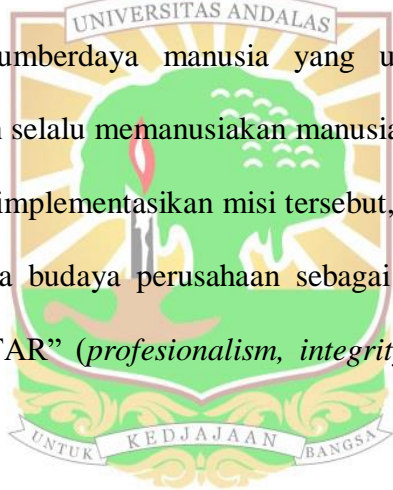 UNIVERSITAS ANDALAS
umberdaya manusia yang u
selalu memanusiakan manusia
implementasikan misi tersebut,
a budaya perusahaan sebagai
TAR” (profesionalism, integrity
UNTUK KEDJAJAAN BANGSA